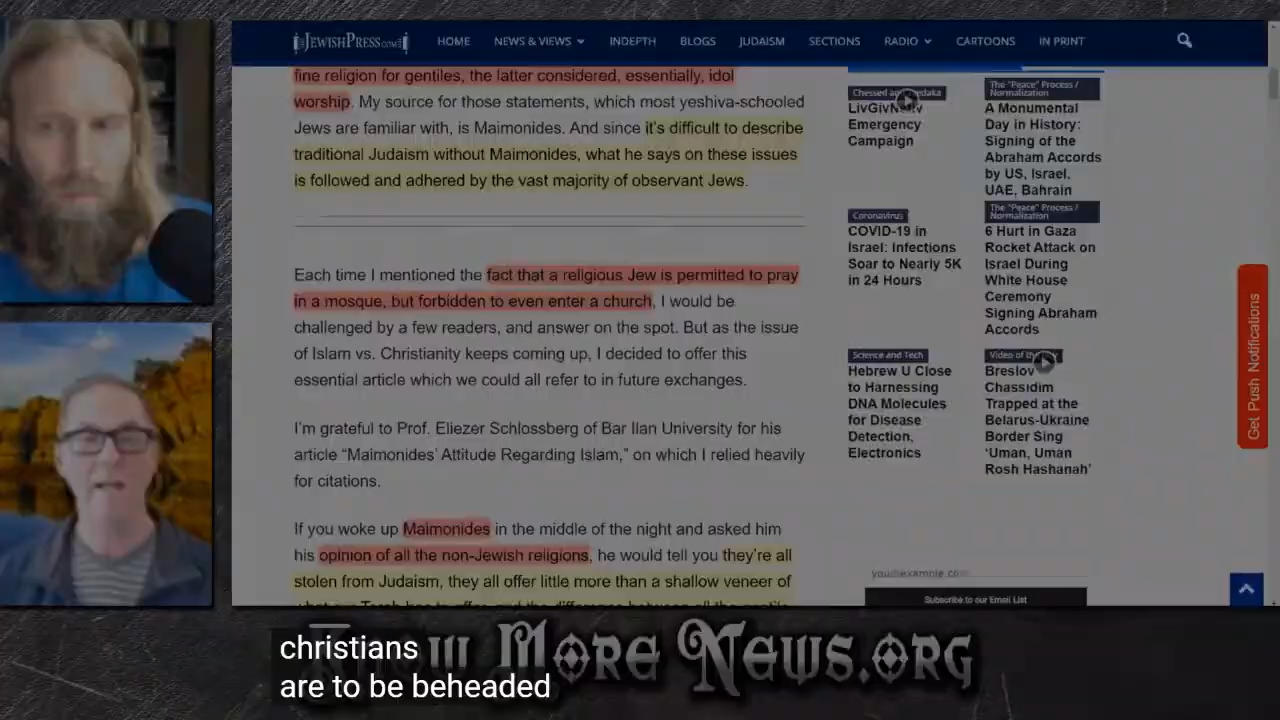 JEWISHPRESS.COM
HOME NEWS & VIEWS INDEPTH BLOGS JUDAISM SECTIONS RADIO CARTOONS IN PRINT
fine religion for gentiles, the latter considered, essentially, idol
worship. My source for those statements, which most yeshiva-schooled
Jews are familiar with, is Maimonides. And since it's difficult to describe
traditional Judaism without Maimonides, what he says on these issues
is followed and adhered by the vast majority of observant Jews.
Each time I mentioned the fact that a religious Jew is permitted to pray
in a mosque, but forbidden to even enter a church, I would be
challenged by a few readers, and answer on the spot. But as the issue
of Islam vs. Christianity keeps coming up, I decided to offer this
essential article which we could all refer to in future exchanges.
I'm grateful to Prof. Eliezer Schlossberg of Bar Ilan University for his
article “Maimonides' Attitude Regarding Islam,” on which I relied heavily
for citations.
If you woke up Maimonides in the middle of the night and asked him
his opinion of all the non-Jewish religions, he would tell you they're all
stolen from Judaism, they all offer little more than a shallow veneer of
Chessed and
LivGiv
Emergency
Campaign
The "Peace" Process /
Normalization
A Monumental
Day in History:
Signing of the
Abraham Accords
by US, Israel,
UAE, Bahrain
Coronavirus
COVID-19 in
Israel: Infections
Soar to Nearly 5K
in 24 Hours
The "Peace" Process /
Normalization
6 Hurt in Gaza
Rocket Attack on
Israel During
White House
Ceremony
Signing Abraham
Accords
Science and Tech
Hebrew U Close
to Harnessing
DNA Molecules
for Disease
Detection,
Electronics
Video of the
Breslov
Chassidim
Trapped at the
Belarus-Ukraine
Border Sing
‘Uman, Uman
Rosh Hashanah’
you@example.com
Subscribe to our Email List
Get Push Notifications
More News.org
christians
are to be beheaded